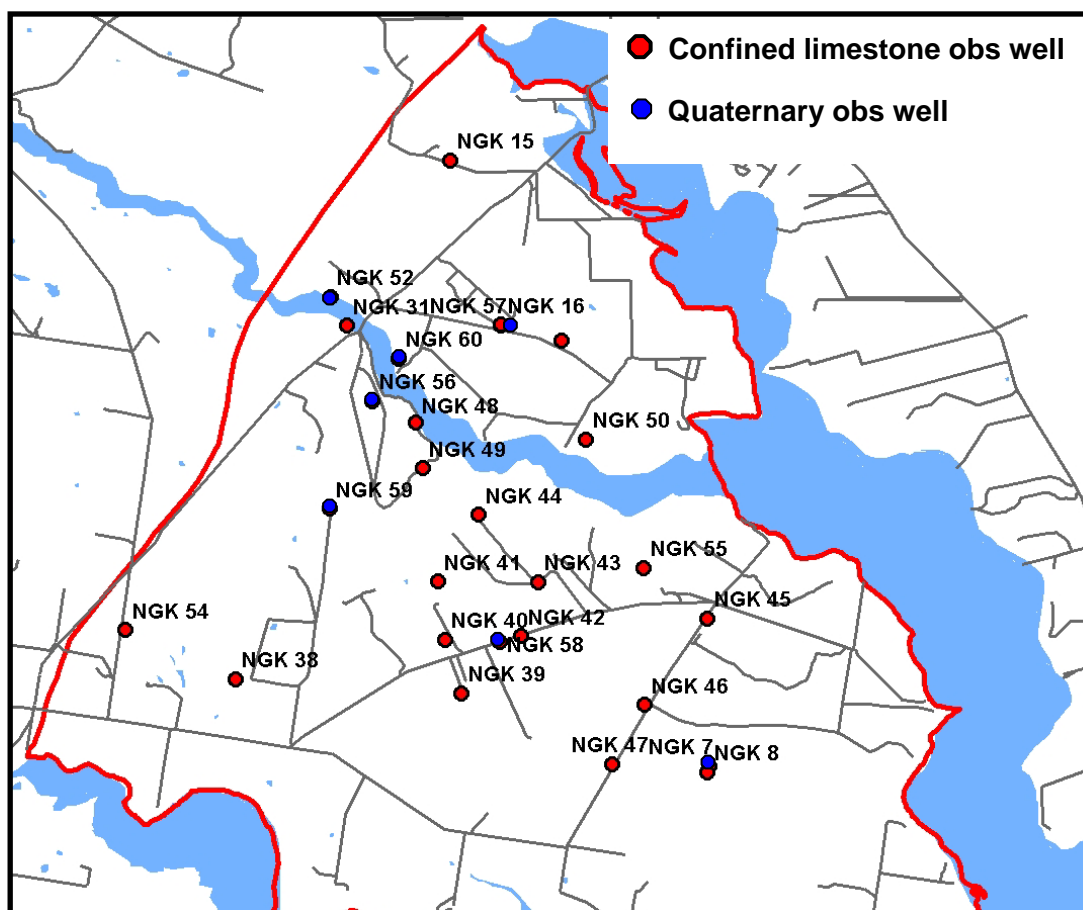 Confined limestone obs well
Quaternary obs well
NGK 15
NGK 52
NGK 31
NGK 57
NGK 16
NGK 60
NGK 56
NGK 48
NGK 50
NGK 49
NGK 59
NGK 44
NGK 41
NGK 43
NGK 55
NGK 54
NGK 40
NGK 42
NGK 45
NGK 58
NGK 38
NGK 39
NGK 46
NGK 47
NGK 7
NGK 8